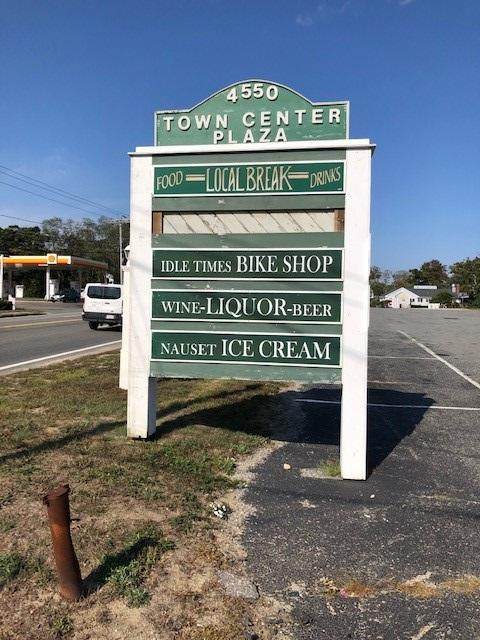 4550
TOWN CENTER
PLAZA
FOOD LOCAL BREAK DRINKS
IDLE TIMES BIKE SHOP
WINE-LIQUOR-BEER
NAUSET ICE CREAM